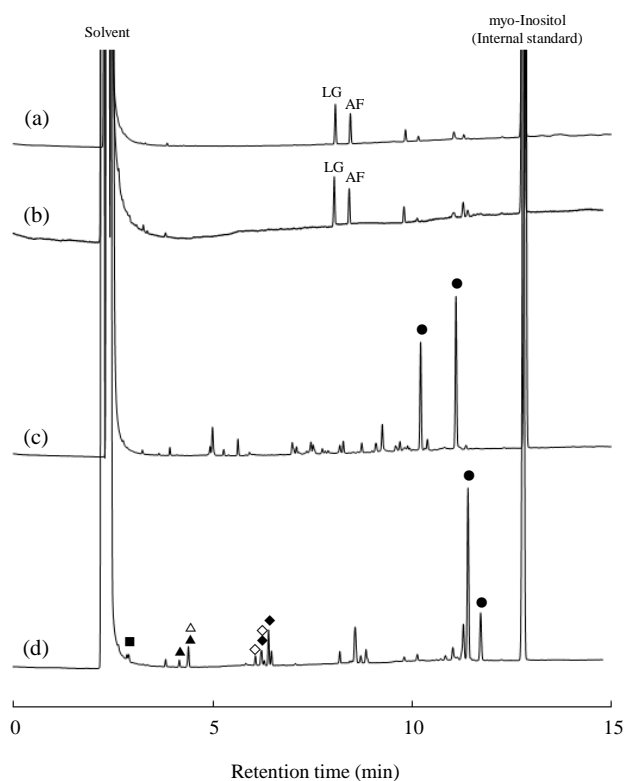 Solvent
myo-Inositol
(Internal standard)
(a)
LG
AF
(b)
LG
AF
(c)
(d)
0
5
10
15
Retention time (min)